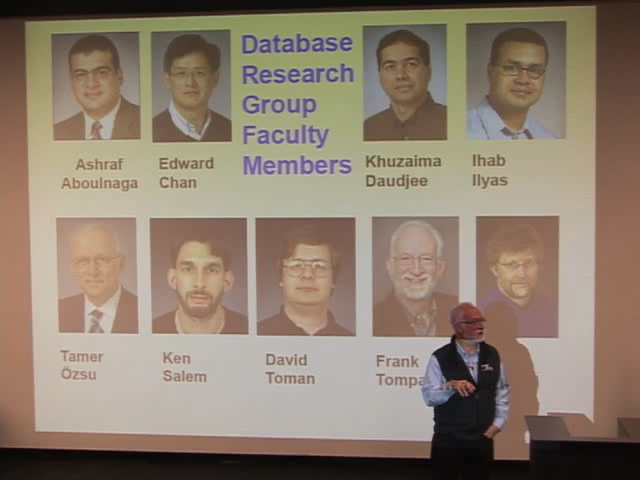 Database
Research
Group
Faculty
Members
Ashraf
Aboulnaga
Edward
Chan
Khuzaima
Daudjee
Ihab
Ilyas
Tamer
Özsu
Ken
Salem
David
Toman
Frank
Tompa